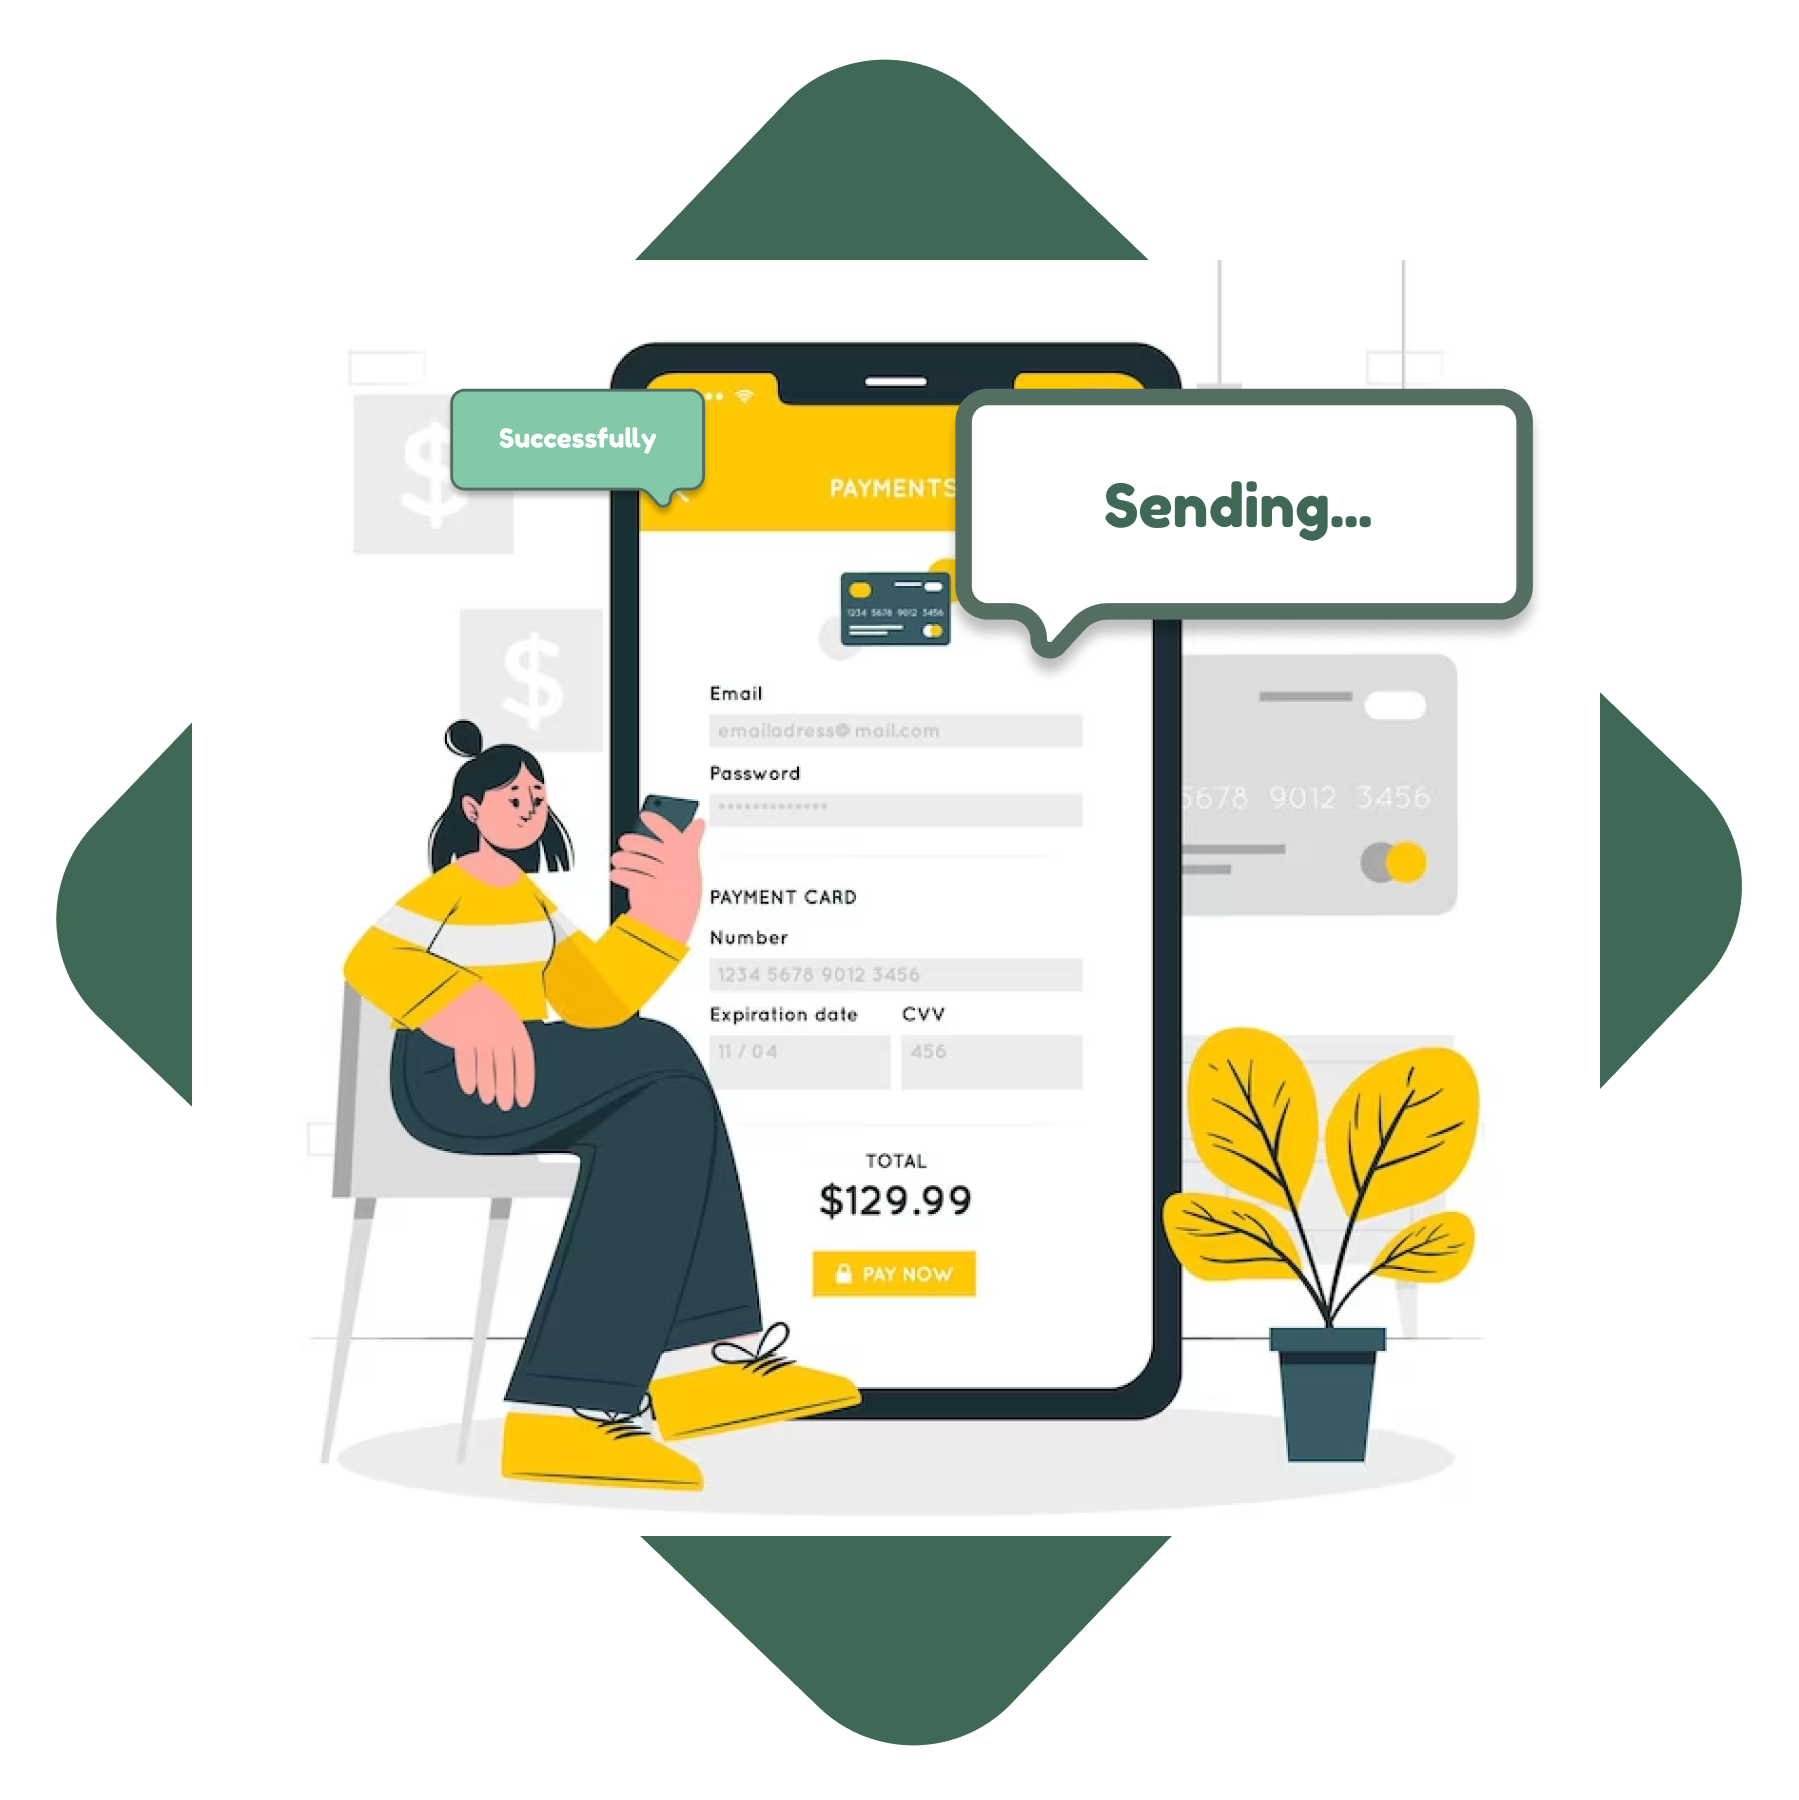 Successfully
Sending...
PAYMENTS
$
$
1234 5678 9012 3456
Email
emailadress@mail.com
Password
*************
5678 9012 3456
PAYMENT CARD
Number
1234 5678 9012 3456
Expiration date CVV
11 / 04 456
TOTAL
$129.99
PAY NOW